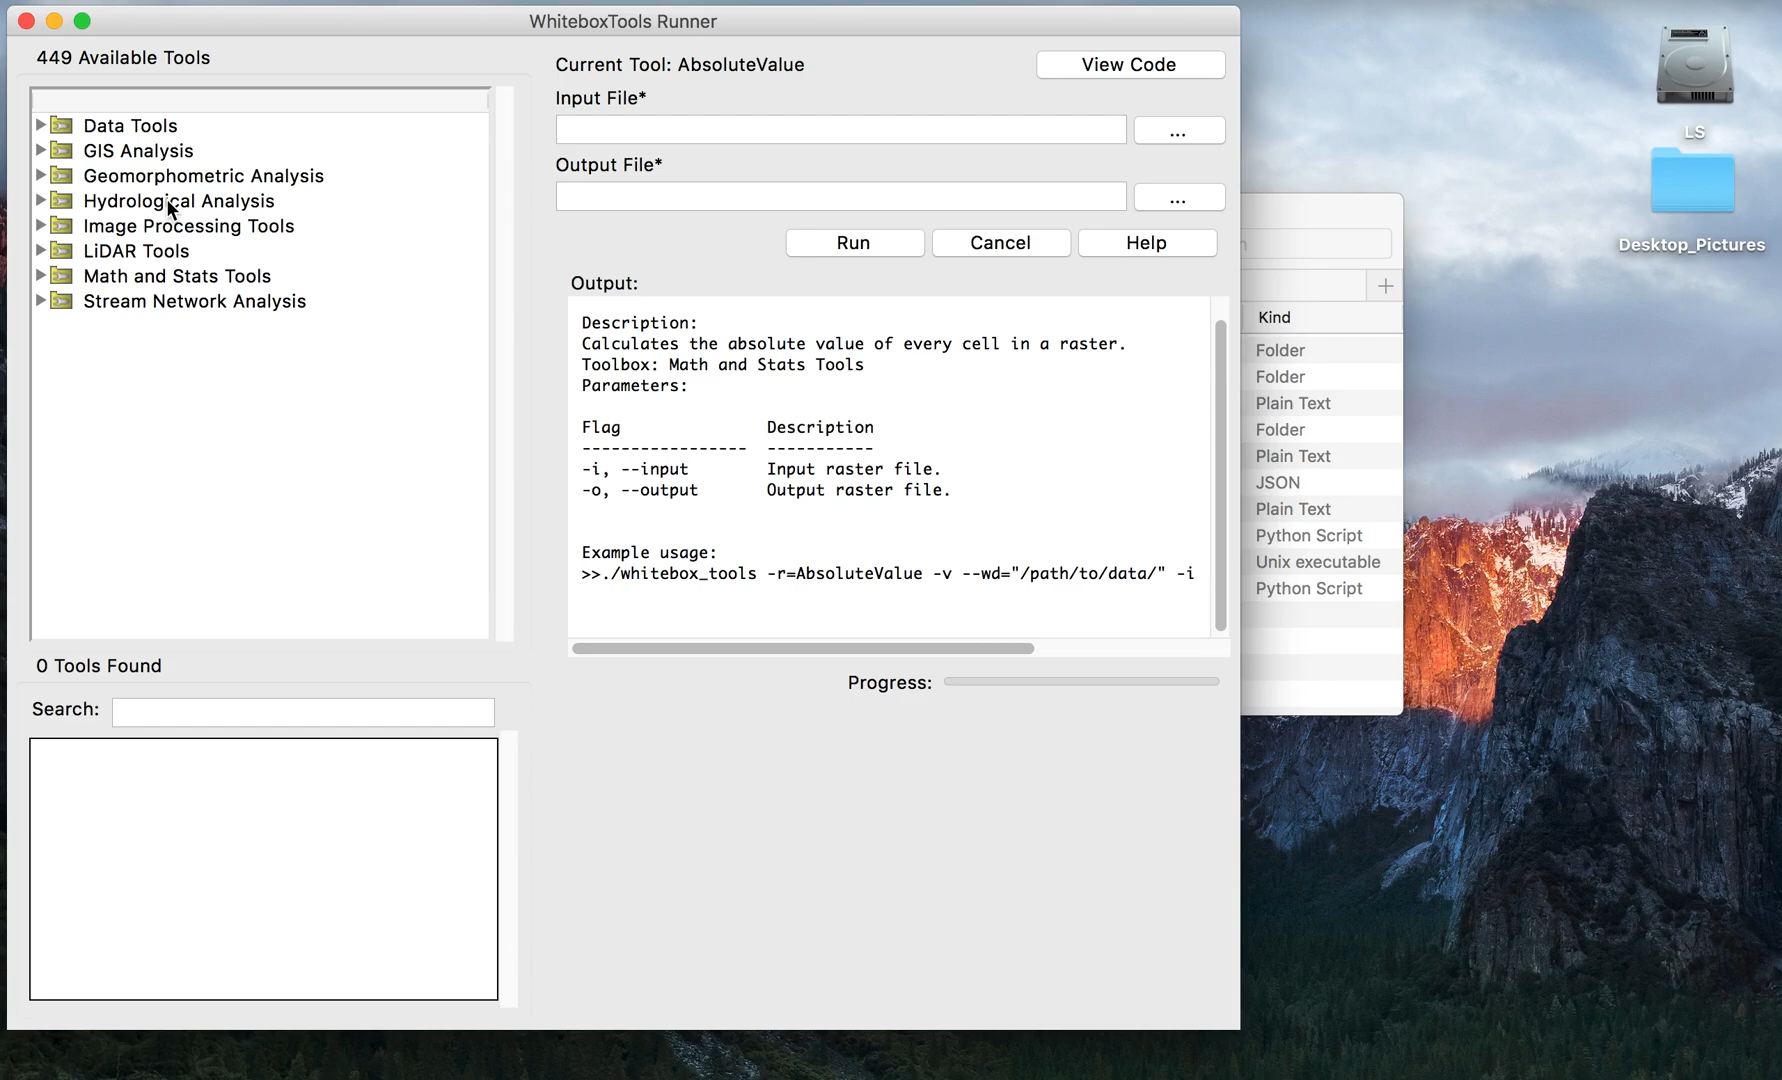 WhiteboxTools Runner
449 Available Tools
Data Tools
GIS Analysis
Geomorphometric Analysis
Hydrological Analysis
Image Processing Tools
LiDAR Tools
Math and Stats Tools
Stream Network Analysis
0 Tools Found
Search:
Current Tool: AbsoluteValue
View Code
Input File*
...
Output File*
...
Run
Cancel
Help
Output:
Description:
Calculates the absolute value of every cell in a raster.
Toolbox: Math and Stats Tools
Parameters:
Flag Description
----------------- -----------
-i, --input Input raster file.
-o, --output Output raster file.
Example usage:
>>./whitebox_tools -r=AbsoluteValue -v --wd="/path/to/data/" -i
Progress:
Kind
Folder
Folder
Plain Text
Folder
Plain Text
JSON
Plain Text
Python Script
Unix executable
Python Script
LS
Desktop_Pictures